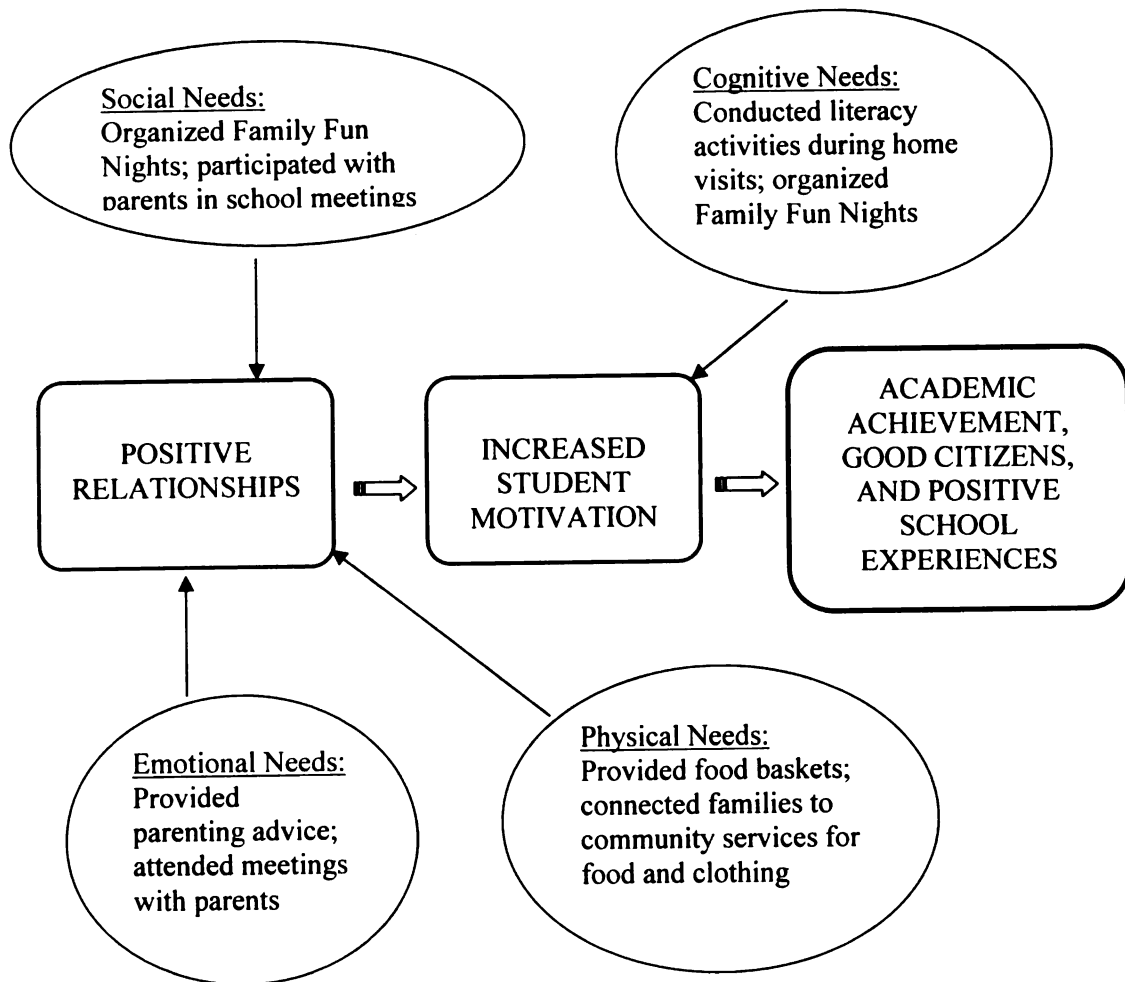 Social Needs:
Organized Family Fun
Nights; participated with
parents in school meetings
Cognitive Needs:
Conducted literacy
activities during home
visits; organized
Family Fun Nights
POSITIVE
RELATIONSHIPS
INCREASED
STUDENT
MOTIVATION
ACADEMIC
ACHIEVEMENT,
GOOD CITIZENS,
AND POSITIVE
SCHOOL
EXPERIENCES
Emotional Needs:
Provided
parenting advice;
attended meetings
with parents
Physical Needs:
Provided food baskets;
connected families to
community services for
food and clothing